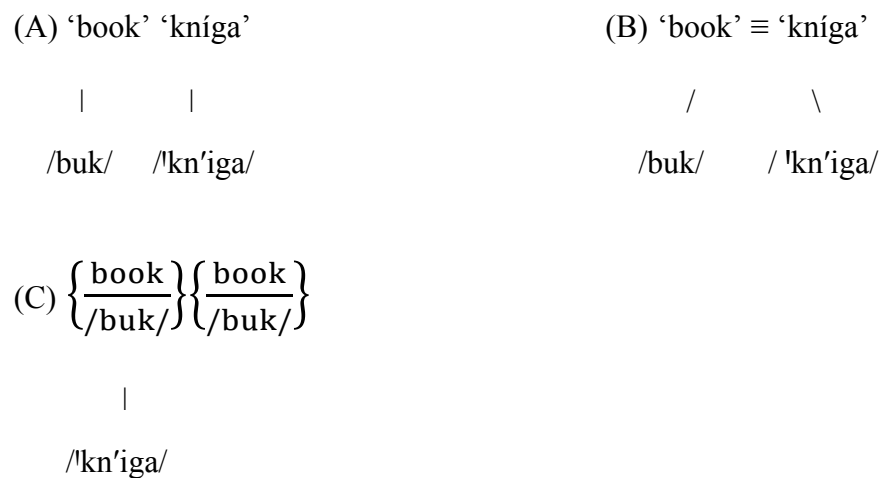 (A) ‘book’ ‘kníga’ (B) ‘book’ ≡ ‘kníga’
| | / \
/buk/ /ˈkn′iga/ /buk/ / ˈkn′iga/
(C) {book//buk/}{book//buk/}
|
/ˈkn′iga/